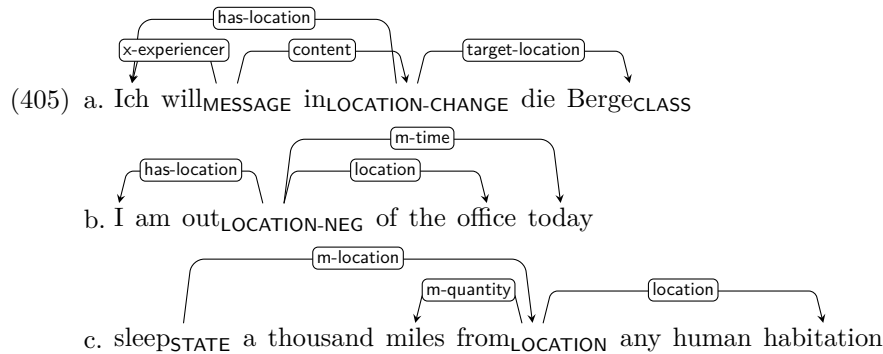 has-location
x-experiencer content target-location
(405) a. Ich willMESSAGE inLOCATION-CHANGE die BergeCLASS
m-time
has-location location
b. I am outLOCATION-NEG of the office today
m-location
m-quantity location
c. sleepSTATE a thousand miles fromLOCATION any human habitation